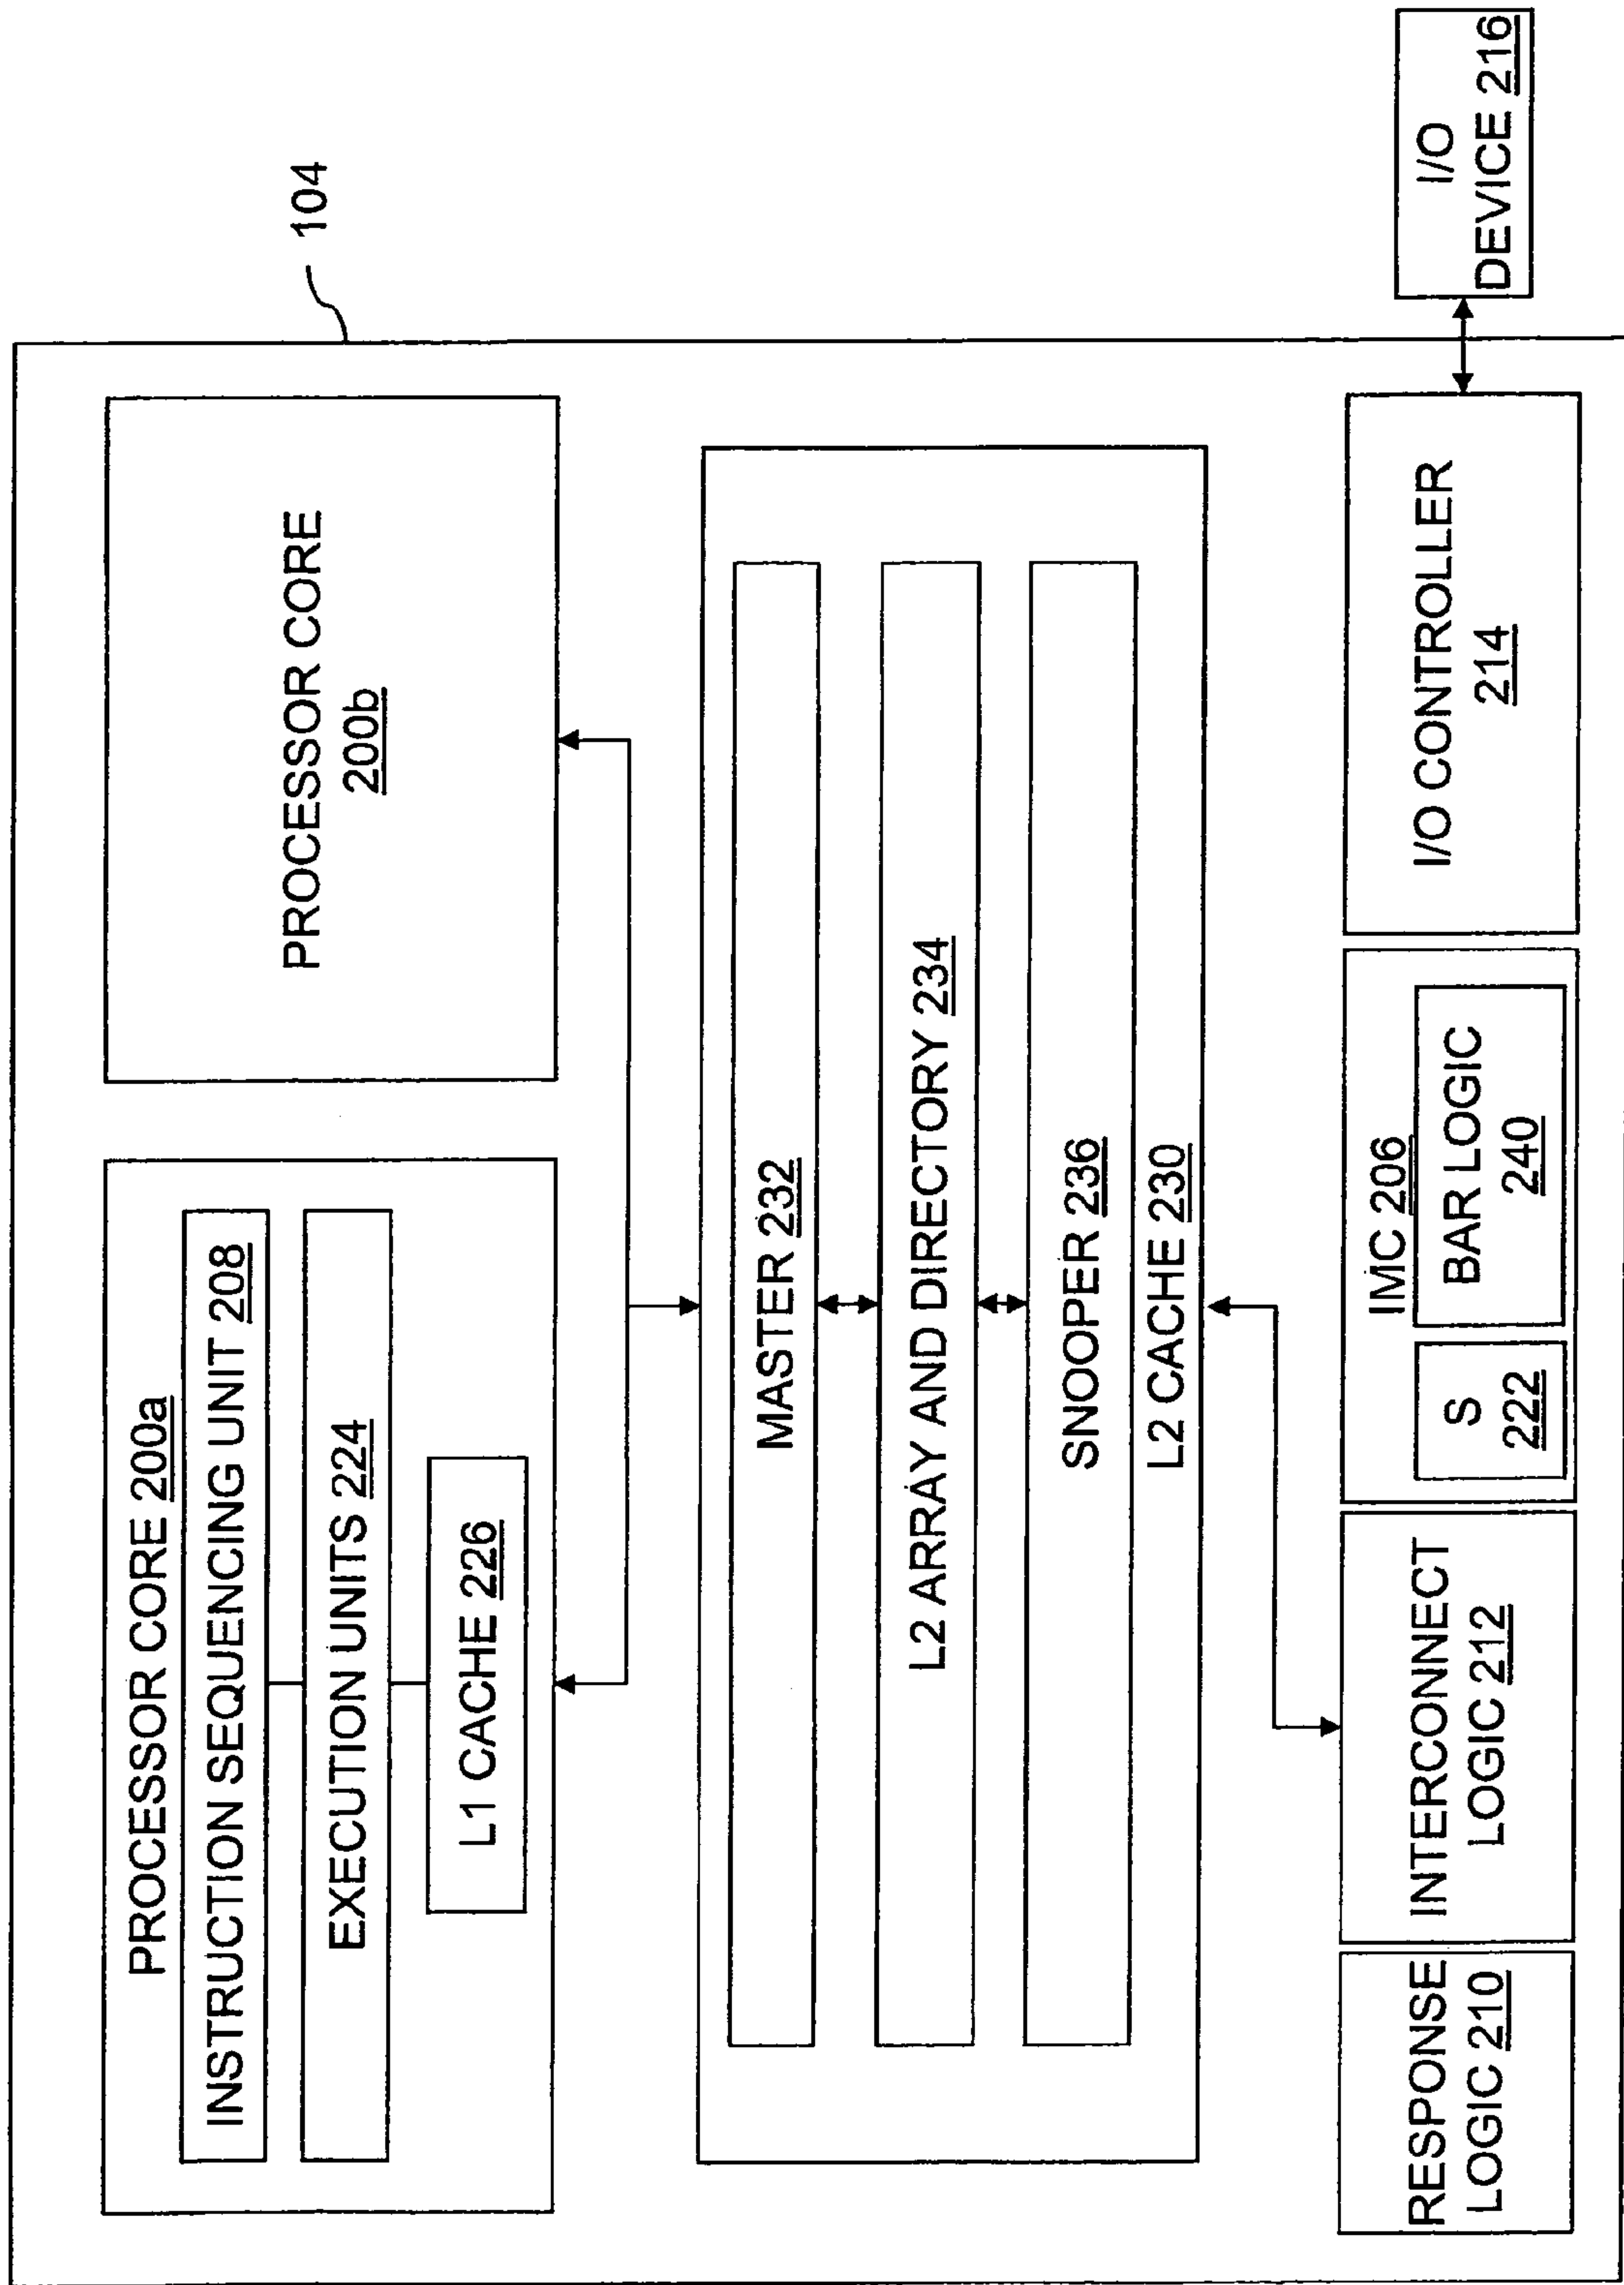 104
PROCESSOR CORE 200a
INSTRUCTION SEQUENCING UNIT 208
EXECUTION UNITS 224
L1 CACHE 226
PROCESSOR CORE
200b
MASTER 232
L2 ARRAY AND DIRECTORY 234
SNOOPER 236
L2 CACHE 230
RESPONSE
LOGIC 210
INTERCONNECT
LOGIC 212
IMC 206
S
222
BAR LOGIC
240
I/O CONTROLLER
214
I/O
DEVICE 216